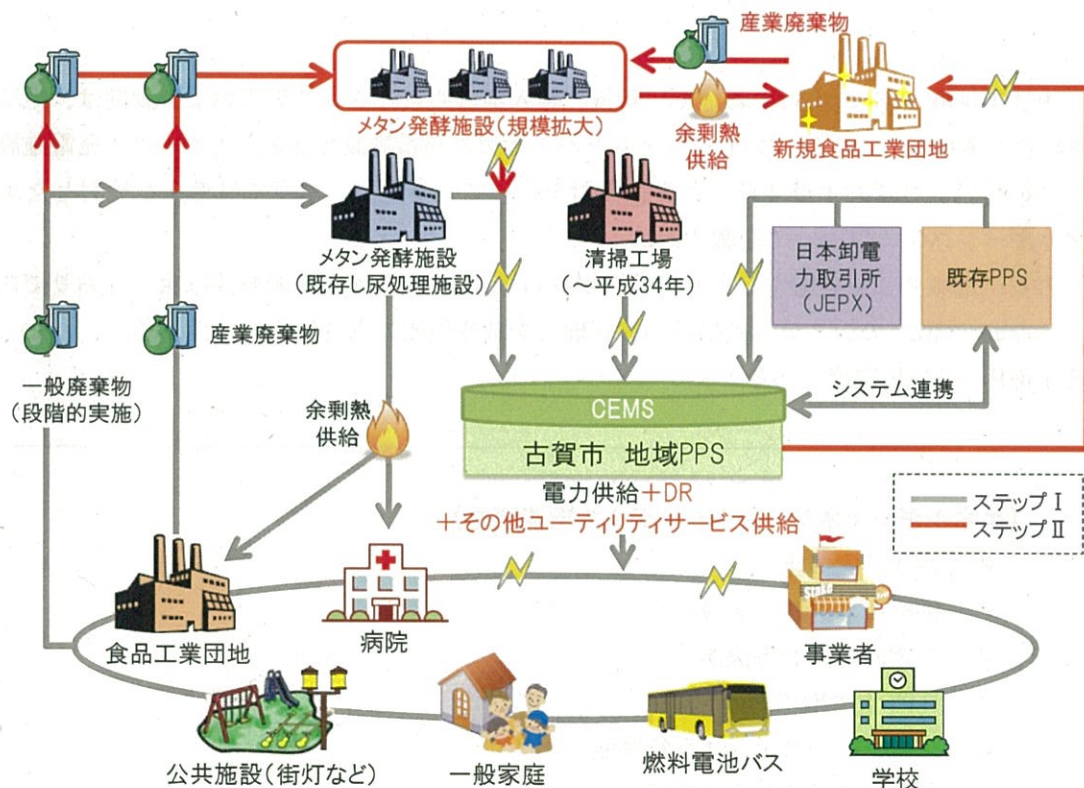 産業廃棄物
メタン発酵施設(規模拡大)
余剰熱
供給
新規食品工業団地
メタン発酵施設
(既存し尿処理施設)
清掃工場
(~平成34年)
日本卸電
力取引所
(JEPX)
既存PPS
産業廃棄物
一般廃棄物
(段階的実施)
余剰熱
供給
システム連携
CEMS
古賀市 地域PPS
電力供給+DR
+その他ユーティリティサービス供給
ステップⅠ
ステップⅡ
食品工業団地
病院
事業者
公共施設(街灯など)
一般家庭
燃料電池バス
学校